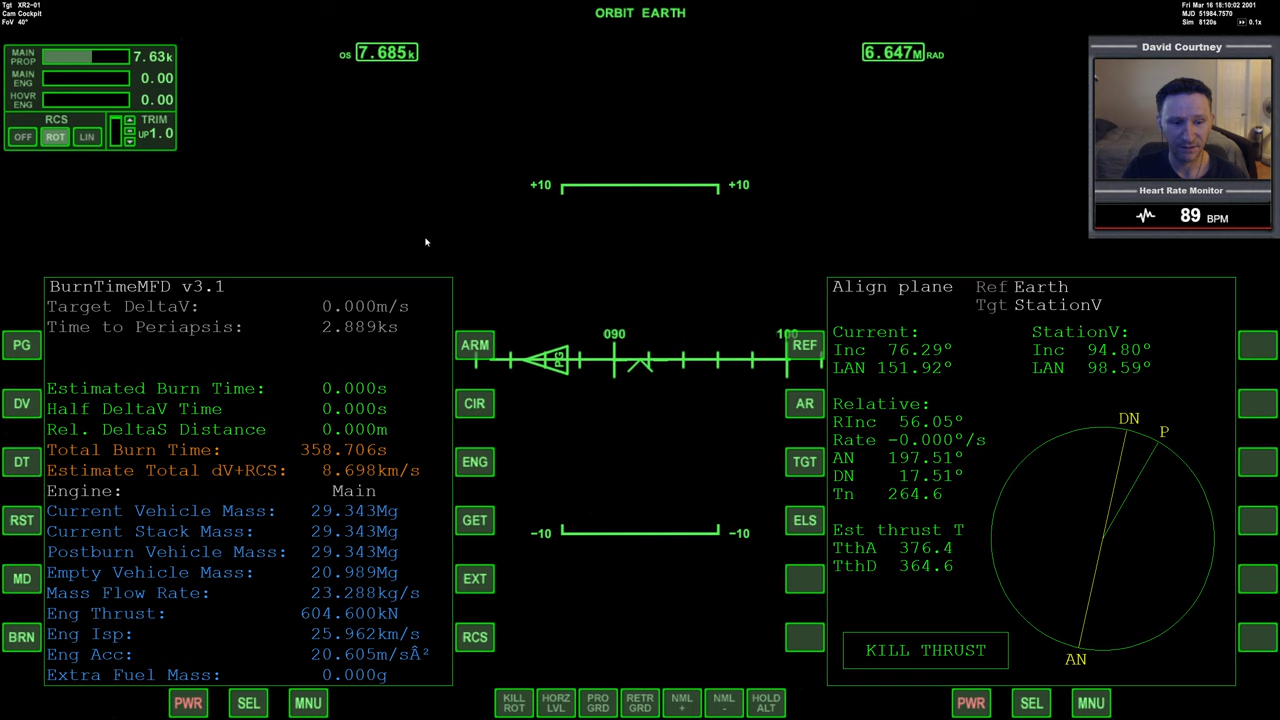 Tgt XR2-01
Cam Cockpit
FoV 40°
ORBIT EARTH
Fri Mar 16 18:10:02 2001
MJD 51984.7570
Sim 8120s 0.1x
MAIN PROP 7.63k
MAIN ENG 0.00
HOVR ENG 0.00
RCS TRIM
OFF ROT LIN UP 1.0
OS 7.685k
6.647M RAD
David Courtney
Heart Rate Monitor
89 BPM
+10 +10
090 100
PG
-10 -10
BurnTimeMFD v3.1
Target DeltaV: 0.000m/s
Time to Periapsis: 2.889ks
Estimated Burn Time: 0.000s
Half DeltaV Time 0.000s
Rel. DeltaS Distance 0.000m
Total Burn Time: 358.706s
Estimate Total dV+RCS: 8.698km/s
Engine: Main
Current Vehicle Mass: 29.343Mg
Current Stack Mass: 29.343Mg
Postburn Vehicle Mass: 29.343Mg
Empty Vehicle Mass: 20.989Mg
Mass Flow Rate: 23.288kg/s
Eng Thrust: 604.600kN
Eng Isp: 25.962km/s
Eng Acc: 20.605m/sÂ²
Extra Fuel Mass: 0.000g
PG
DV
DT
RST
MD
BRN
ARM
CIR
ENG
GET
EXT
RCS
PWR SEL MNU
KILL ROT
HORZ LVL
PRO GRD
RETR GRD
NML +
NML -
HOLD ALT
REF
AR
TGT
ELS
Align plane Ref Earth
Tgt StationV
Current: StationV:
Inc 76.29° Inc 94.80°
LAN 151.92° LAN 98.59°
Relative:
RInc 56.05°
Rate -0.000°/s
AN 197.51°
DN 17.51°
Tn 264.6
Est thrust T
TthA 376.4
TthD 364.6
DN
P
AN
KILL THRUST
PWR SEL MNU